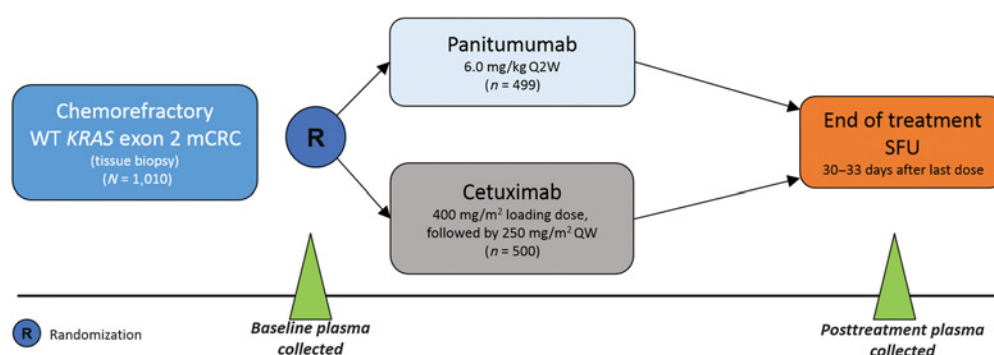 Chemorefractory
WT KRAS exon 2 mCRC
(tissue biopsy)
(N = 1,010)
R
Panitumumab
6.0 mg/kg Q2W
(n = 499)
Cetuximab
400 mg/m² loading dose,
followed by 250 mg/m² QW
(n = 500)
End of treatment
SFU
30–33 days after last dose
R Randomization
Baseline plasma
collected
Posttreatment plasma
collected